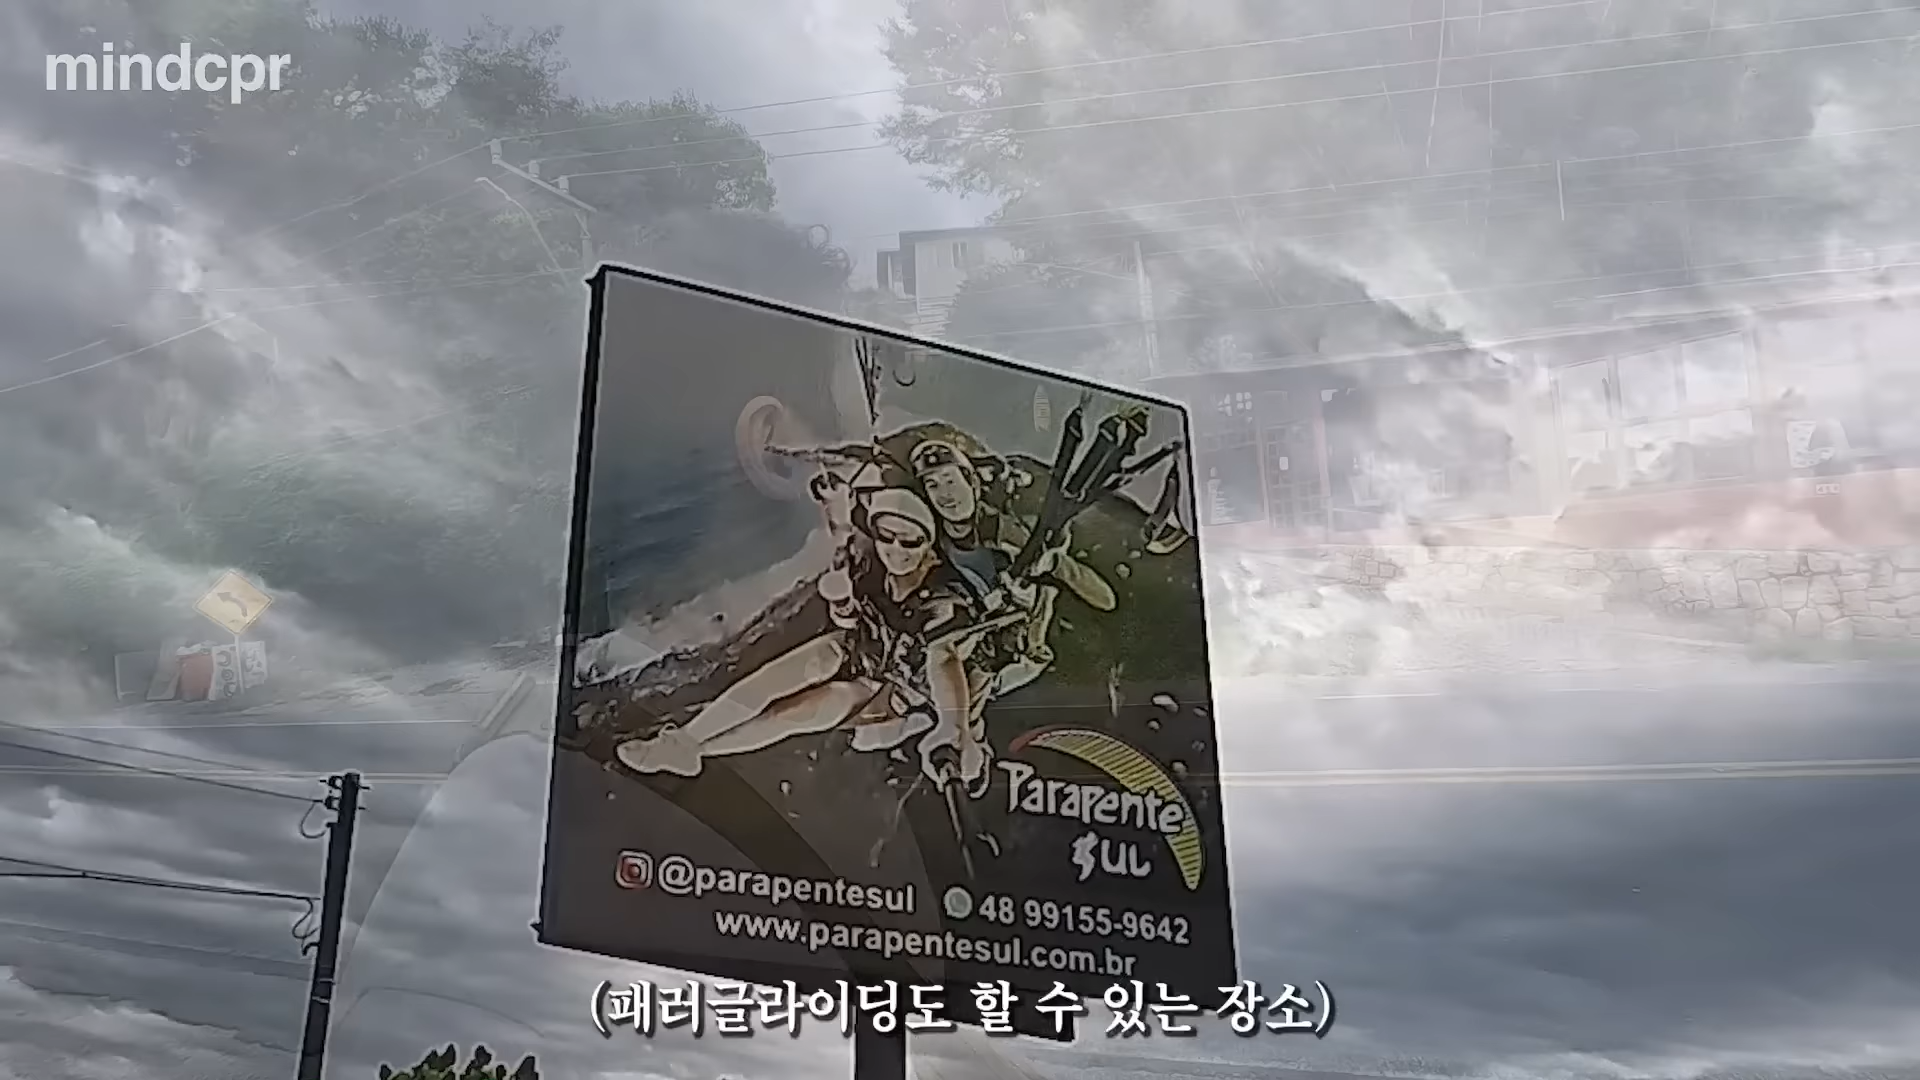 mindcpr
Parapente
Sul
@parapentesul 48 99155-9642
www.parapentesul.com.br
(패러글라이딩도 할 수 있는 장소)